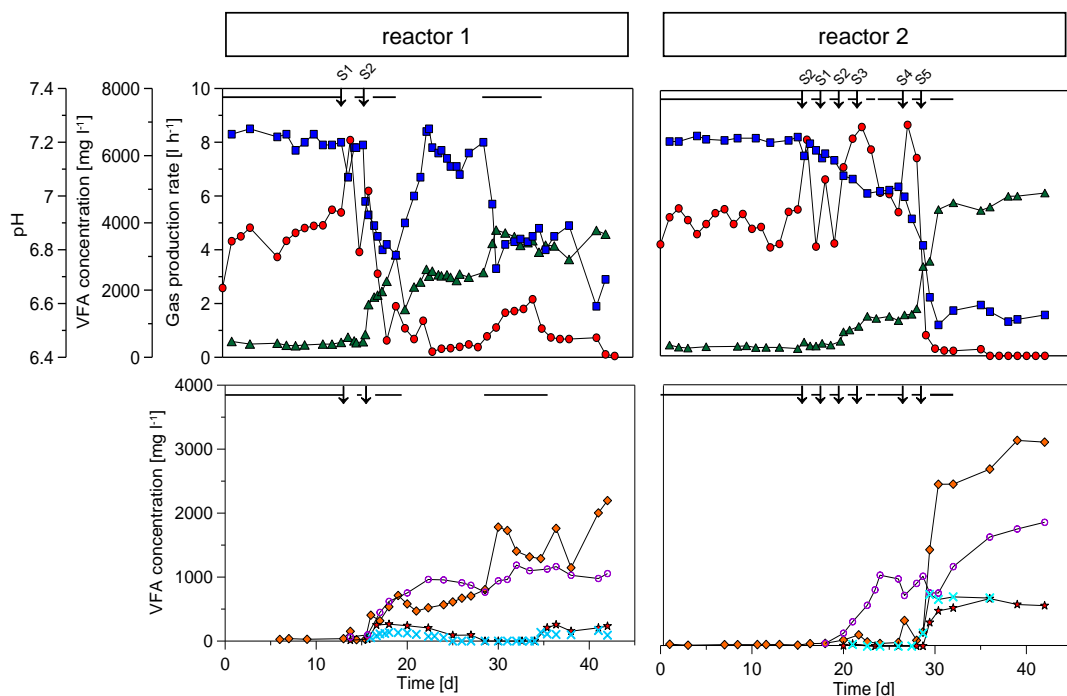 reactor 1
reactor 2
S1
S2
S2
S1
S2
S3
S4
S5
pH
7.4
7.2
7
6.8
6.6
6.4
VFA concentration [mg l⁻¹]
8000
6000
4000
2000
0
Gas production rate [l h⁻¹]
10
8
6
4
2
0
VFA concentration [mg l⁻¹]
4000
3000
2000
1000
0
0
10
20
30
40
Time [d]
0
10
20
30
40
Time [d]